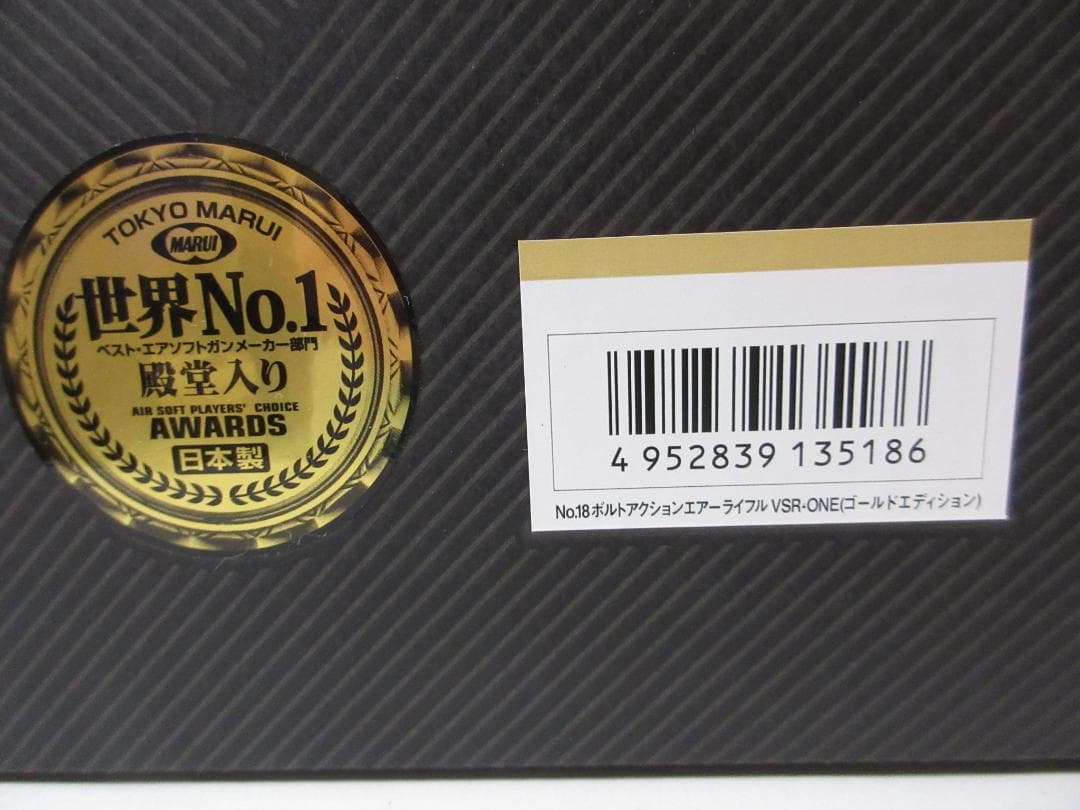 TOKYO MARUI
MARUI
世界No.1
ベスト・エアソフトガンメーカー部門
殿堂入り
AIR SOFT PLAYERS' CHOICE
AWARDS
日本製
4 952839 135186
No.18ボルトアクションエアーライフル VSR-ONE(ゴールドエディション)